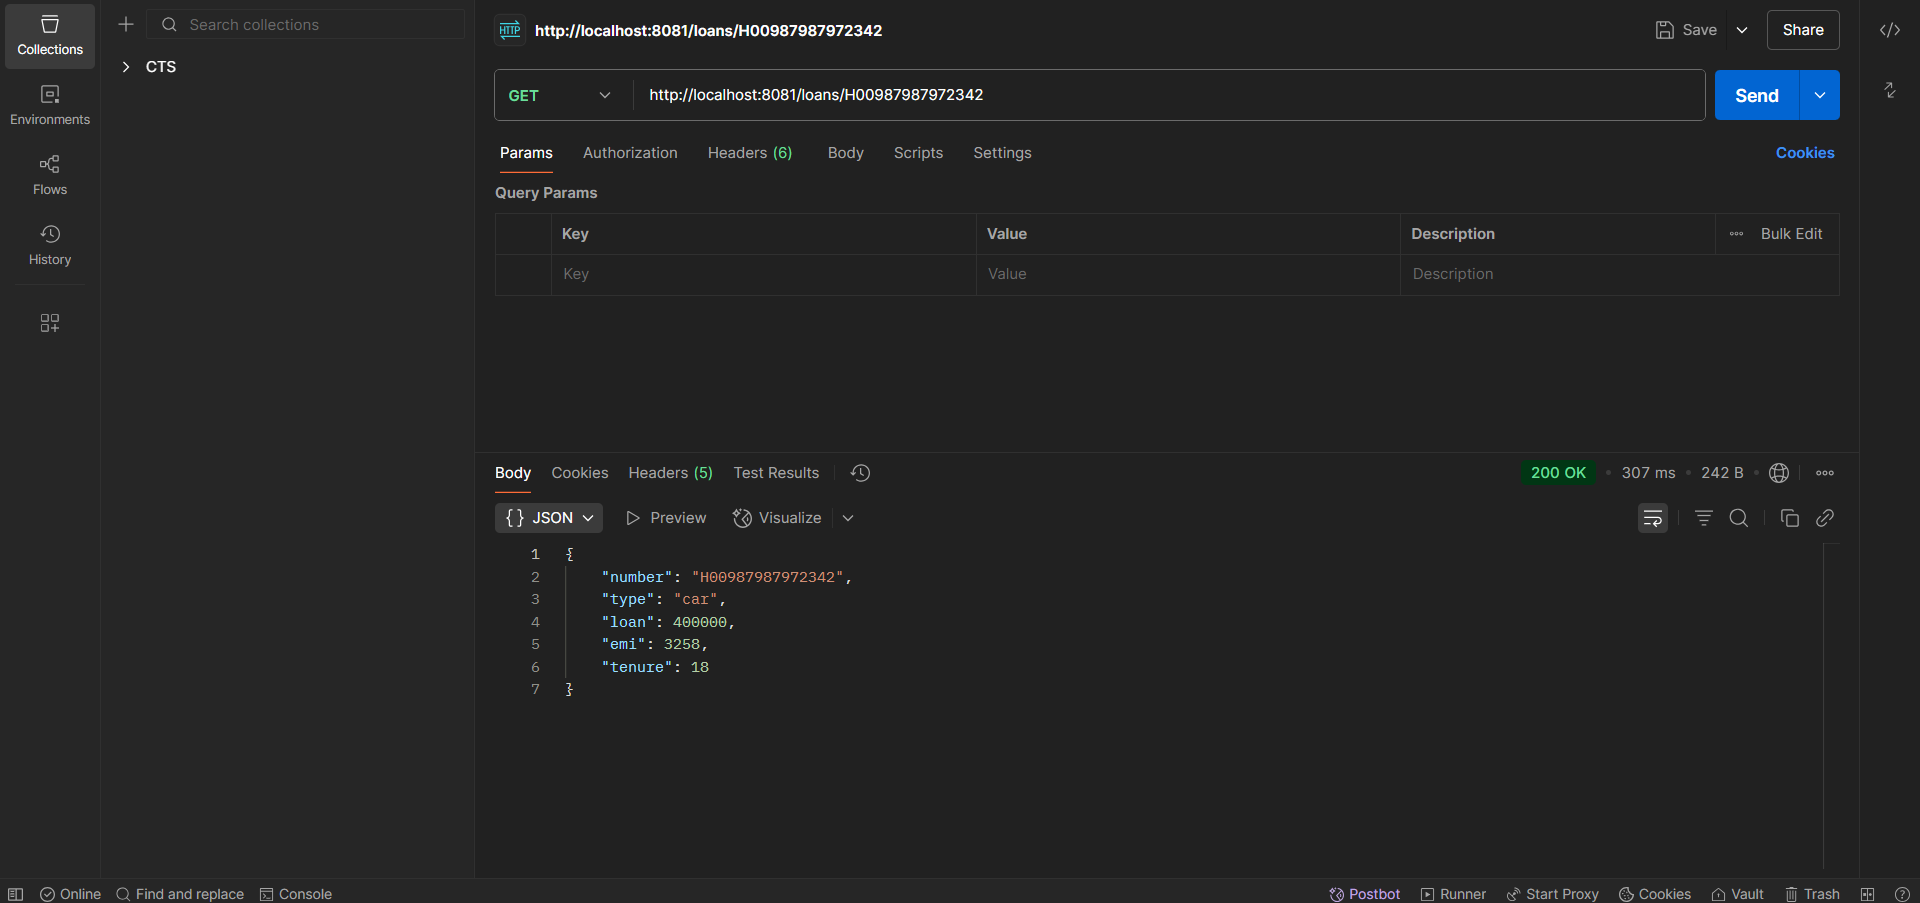 Collections
Environments
Flows
History
Search collections
CTS
HTTP http://localhost:8081/loans/H00987987972342
Save
Share
GET http://localhost:8081/loans/H00987987972342
Send
Params Authorization Headers (6) Body Scripts Settings Cookies
Query Params
Key Value Description Bulk Edit
Key Value Description
Body Cookies Headers (5) Test Results
200 OK • 307 ms • 242 B •
{} JSON Preview Visualize
1 {
2 "number": "H00987987972342",
3 "type": "car",
4 "loan": 400000,
5 "emi": 3258,
6 "tenure": 18
7 }
Online Find and replace Console
Postbot Runner Start Proxy Cookies Vault Trash